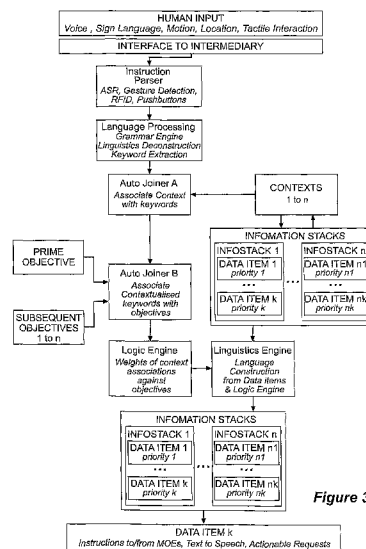 HUMAN INPUT
Voice , Sign Language, Motion, Location, Tactile Interaction
INTERFACE TO INTERMEDIARY
Instruction
Parser
ASR, Gesture Detection,
RFID, Pushbuttons
Language Processing
Grammar Engine
Linguistics Deconstruction
Keyword Extraction
Auto Joiner A
Associate Context
with keywords
CONTEXTS
1 to n
INFOMATION STACKS
INFOSTACK 1
DATA ITEM 1
priority 1
...
DATA ITEM k
priority k
...
INFOSTACK n
DATA ITEM n1
priority n1
...
DATA ITEM nk
priority nk
PRIME
OBJECTIVE
SUBSEQUENT
OBJECTIVES
1 to n
Auto Joiner B
Associate
Contextualised
keywords with
objectives
Logic Engine
Weights of context
associations
against
objectives
Linguistics Engine
Language
Construction
from Data items
& Logic Engine
INFOMATION STACKS
INFOSTACK 1
DATA ITEM 1
priority 1
...
DATA ITEM k
priority k
...
INFOSTACK n
DATA ITEM n1
priority n1
...
DATA ITEM nk
priority nk
Figure 3
DATA ITEM k
Instructions to/from MOEs, Text to Speech, Actionable Requests